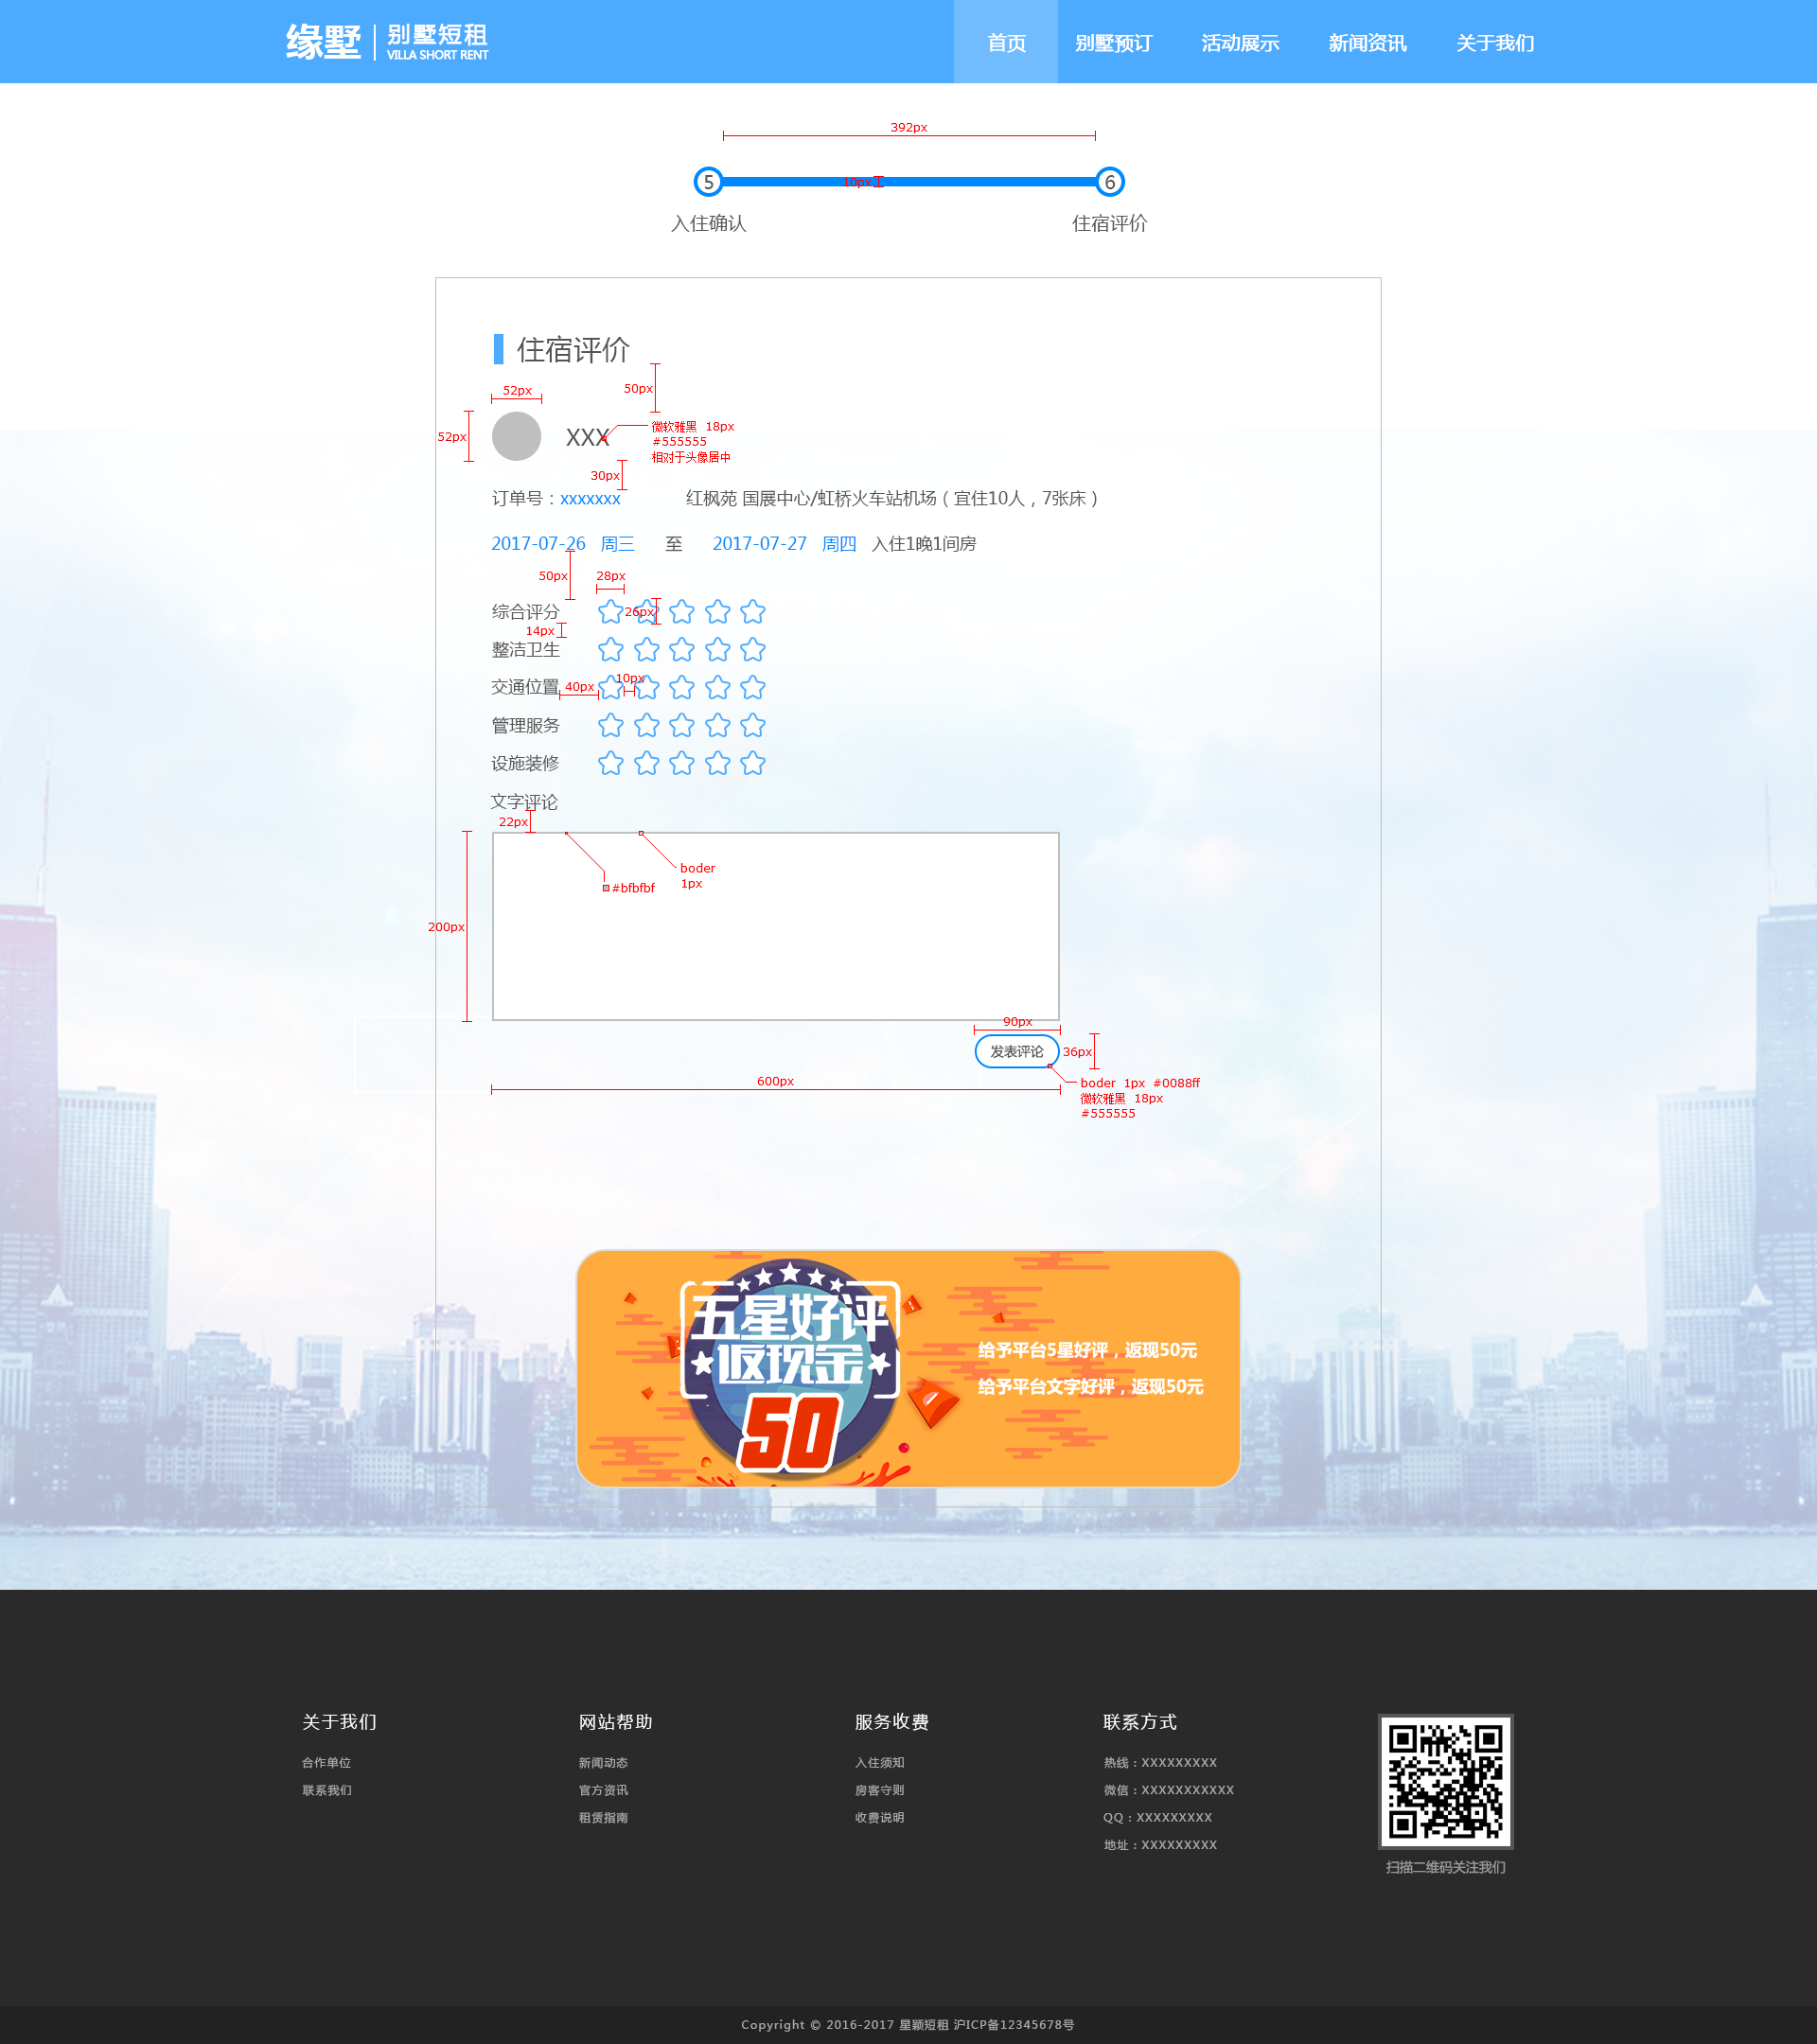 缘墅 别墅短租
VILLA SHORT RENT
首页 别墅预订 活动展示 新闻资讯 关于我们
392px
5 10px 6
入住确认 住宿评价
住宿评价
50px
52px
52px
XXX
微软雅黑 18px
#555555
相对于头像居中
30px
订单号：xxxxxxx 红枫苑 国展中心/虹桥火车站机场（宜住10人，7张床）
2017-07-26 周三 至 2017-07-27 周四 入住1晚1间房
50px 28px
综合评分 26px
14px
整洁卫生
交通位置 40px 10px
管理服务
设施装修
文字评论
22px
boder
1px
#bfbfbf
200px
90px
发表评论 36px
600px
boder 1px #0088ff
微软雅黑 18px
#555555
五星好评
返现金
50
给予平台5星好评，返现50元
给予平台文字好评，返现50元
关于我们 网站帮助 服务收费 联系方式
合作单位 新闻动态 入住须知 热线：XXXXXXXXX
联系我们 官方资讯 房客守则 微信：XXXXXXXXXXX
租赁指南 收费说明 QQ：XXXXXXXXX
地址：XXXXXXXXX
扫描二维码关注我们
Copyright © 2016-2017 星颖短租 沪ICP备12345678号